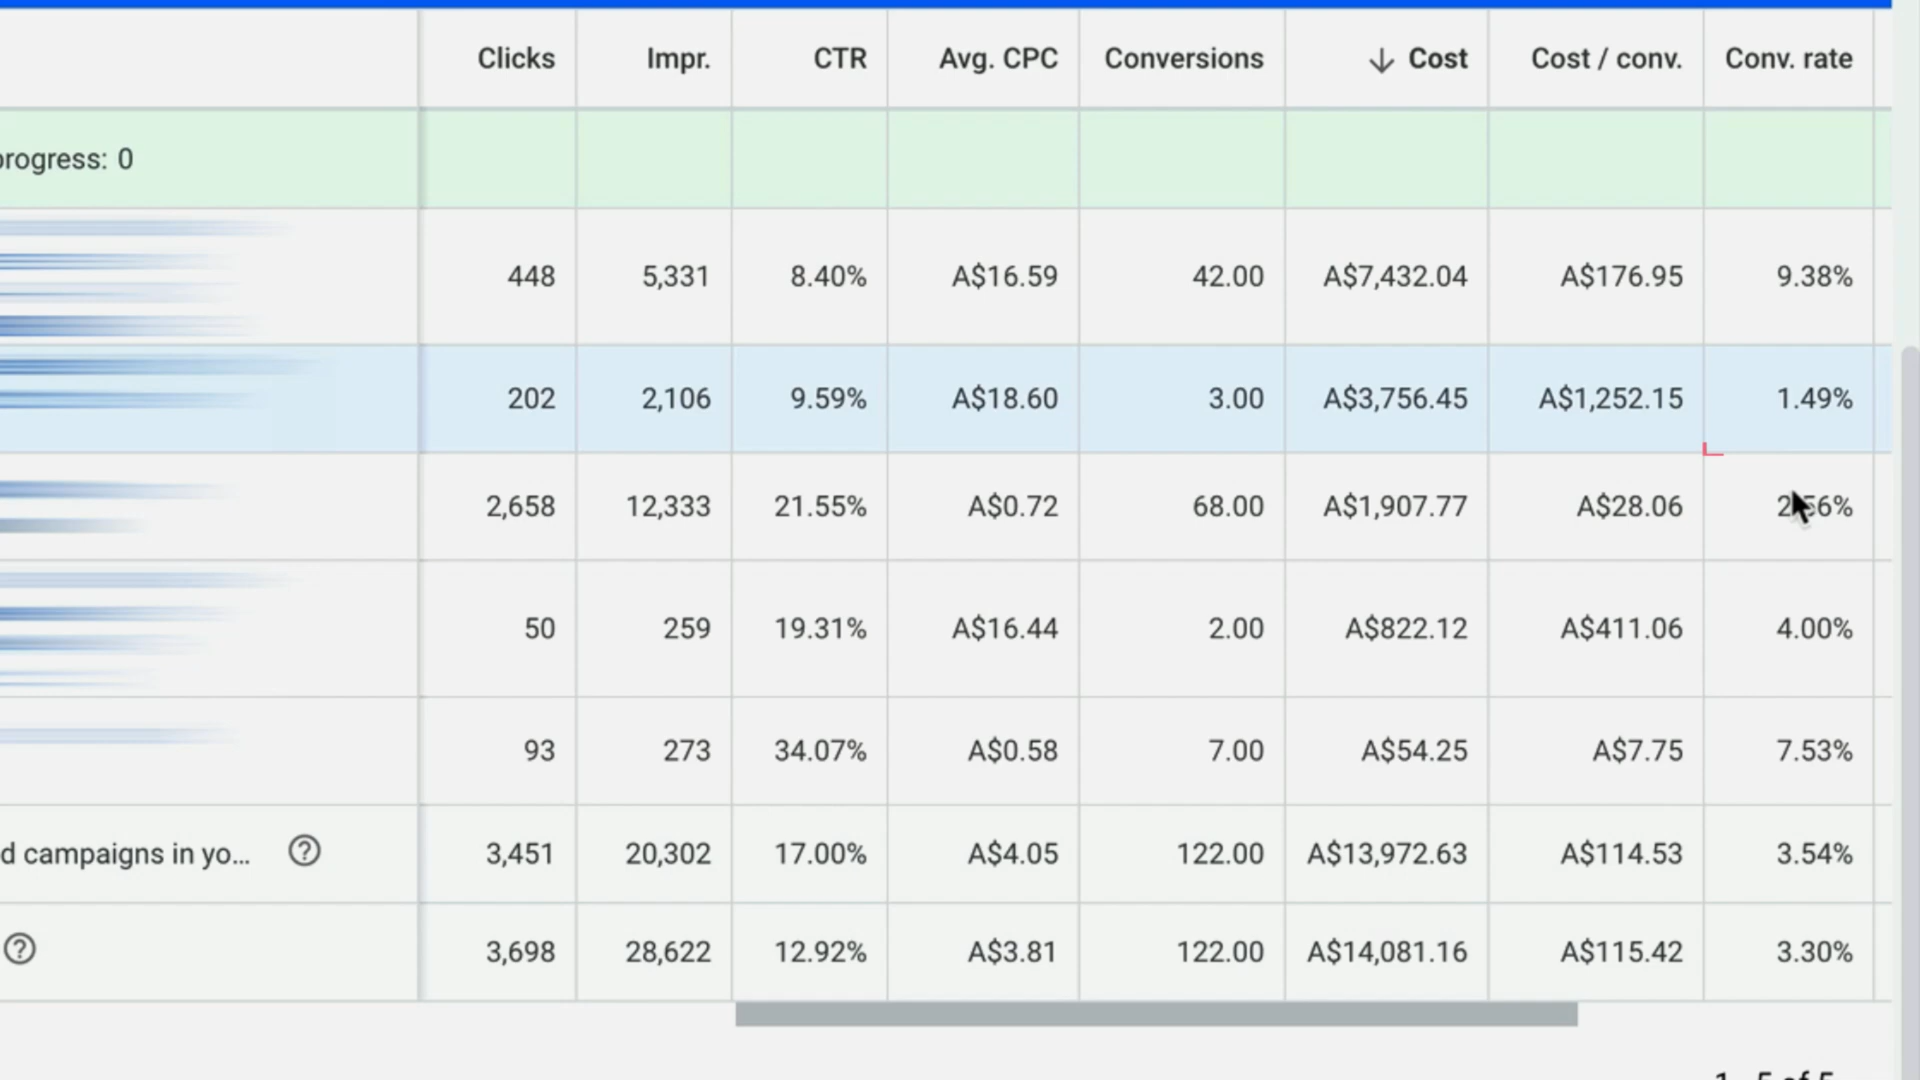 Clicks Impr. CTR Avg. CPC Conversions ↓ Cost Cost / conv. Conv. rate
progress: 0
448 5,331 8.40% A$16.59 42.00 A$7,432.04 A$176.95 9.38%
202 2,106 9.59% A$18.60 3.00 A$3,756.45 A$1,252.15 1.49%
2,658 12,333 21.55% A$0.72 68.00 A$1,907.77 A$28.06
50 259 19.31% A$16.44 2.00 A$822.12 A$411.06 4.00%
93 273 34.07% A$0.58 7.00 A$54.25 A$7.75 7.53%
d campaigns in yo... 3,451 20,302 17.00% A$4.05 122.00 A$13,972.63 A$114.53 3.54%
3,698 28,622 12.92% A$3.81 122.00 A$14,081.16 A$115.42 3.30%